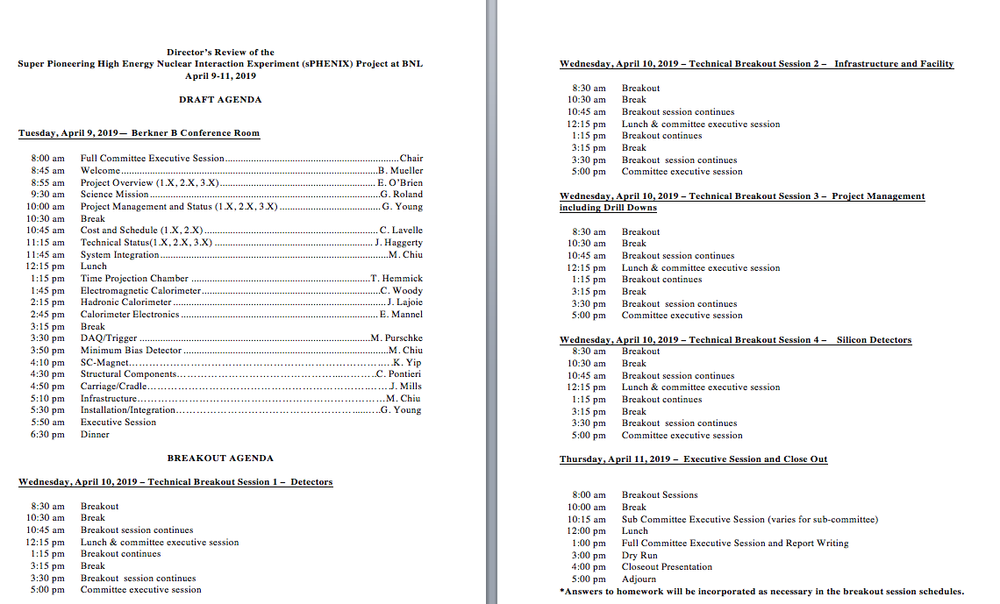 Director's Review of the
Super Pioneering High Energy Nuclear Interaction Experiment (sPHENIX) Project at BNL
April 9-11, 2019
DRAFT AGENDA
Tuesday, April 9, 2019— Berkner B Conference Room
8:00 am Full Committee Executive Session....................Chair
8:45 am Welcome....................B. Mueller
8:55 am Project Overview (1.X, 2.X, 3.X)....................E. O'Brien
9:30 am Science Mission....................G. Roland
10:00 am Project Management and Status (1.X, 2.X, 3.X)....................G. Young
10:30 am Break
10:45 am Cost and Schedule (1.X, 2.X)....................C. Lavelle
11:15 am Technical Status(1.X, 2.X, 3.X)....................J. Haggerty
11:45 am System Integration....................M. Chiu
12:15 pm Lunch
1:15 pm Time Projection Chamber ....................T. Hemmick
1:45 pm Electromagnetic Calorimeter....................C. Woody
2:15 pm Hadronic Calorimeter....................J. Lajoie
2:45 pm Calorimeter Electronics....................E. Mannel
3:15 pm Break
3:30 pm DAQ/Trigger ....................M. Purschke
3:50 pm Minimum Bias Detector....................M. Chiu
4:10 pm SC-Magnet....................K. Yip
4:30 pm Structural Components....................C. Pontieri
4:50 pm Carriage/Cradle....................J. Mills
5:10 pm Infrastructure....................M. Chiu
5:30 pm Installation/Integration....................G. Young
5:50 am Executive Session
6:30 pm Dinner
BREAKOUT AGENDA
Wednesday, April 10, 2019 – Technical Breakout Session 1 – Detectors
8:30 am Breakout
10:30 am Break
10:45 am Breakout session continues
12:15 pm Lunch & committee executive session
1:15 pm Breakout continues
3:15 pm Break
3:30 pm Breakout session continues
5:00 pm Committee executive session
Wednesday, April 10, 2019 – Technical Breakout Session 2 – Infrastructure and Facility
8:30 am Breakout
10:30 am Break
10:45 am Breakout session continues
12:15 pm Lunch & committee executive session
1:15 pm Breakout continues
3:15 pm Break
3:30 pm Breakout session continues
5:00 pm Committee executive session
Wednesday, April 10, 2019 – Technical Breakout Session 3 – Project Management
including Drill Downs
8:30 am Breakout
10:30 am Break
10:45 am Breakout session continues
12:15 pm Lunch & committee executive session
1:15 pm Breakout continues
3:15 pm Break
3:30 pm Breakout session continues
5:00 pm Committee executive session
Wednesday, April 10, 2019 – Technical Breakout Session 4 – Silicon Detectors
8:30 am Breakout
10:30 am Break
10:45 am Breakout session continues
12:15 pm Lunch & committee executive session
1:15 pm Breakout continues
3:15 pm Break
3:30 pm Breakout session continues
5:00 pm Committee executive session
Thursday, April 11, 2019 – Executive Session and Close Out
8:00 am Breakout Sessions
10:00 am Break
10:15 am Sub Committee Executive Session (varies for sub-committee)
12:00 pm Lunch
1:00 pm Full Committee Executive Session and Report Writing
3:00 pm Dry Run
4:00 pm Closeout Presentation
5:00 pm Adjourn
*Answers to homework will be incorporated as necessary in the breakout session schedules.